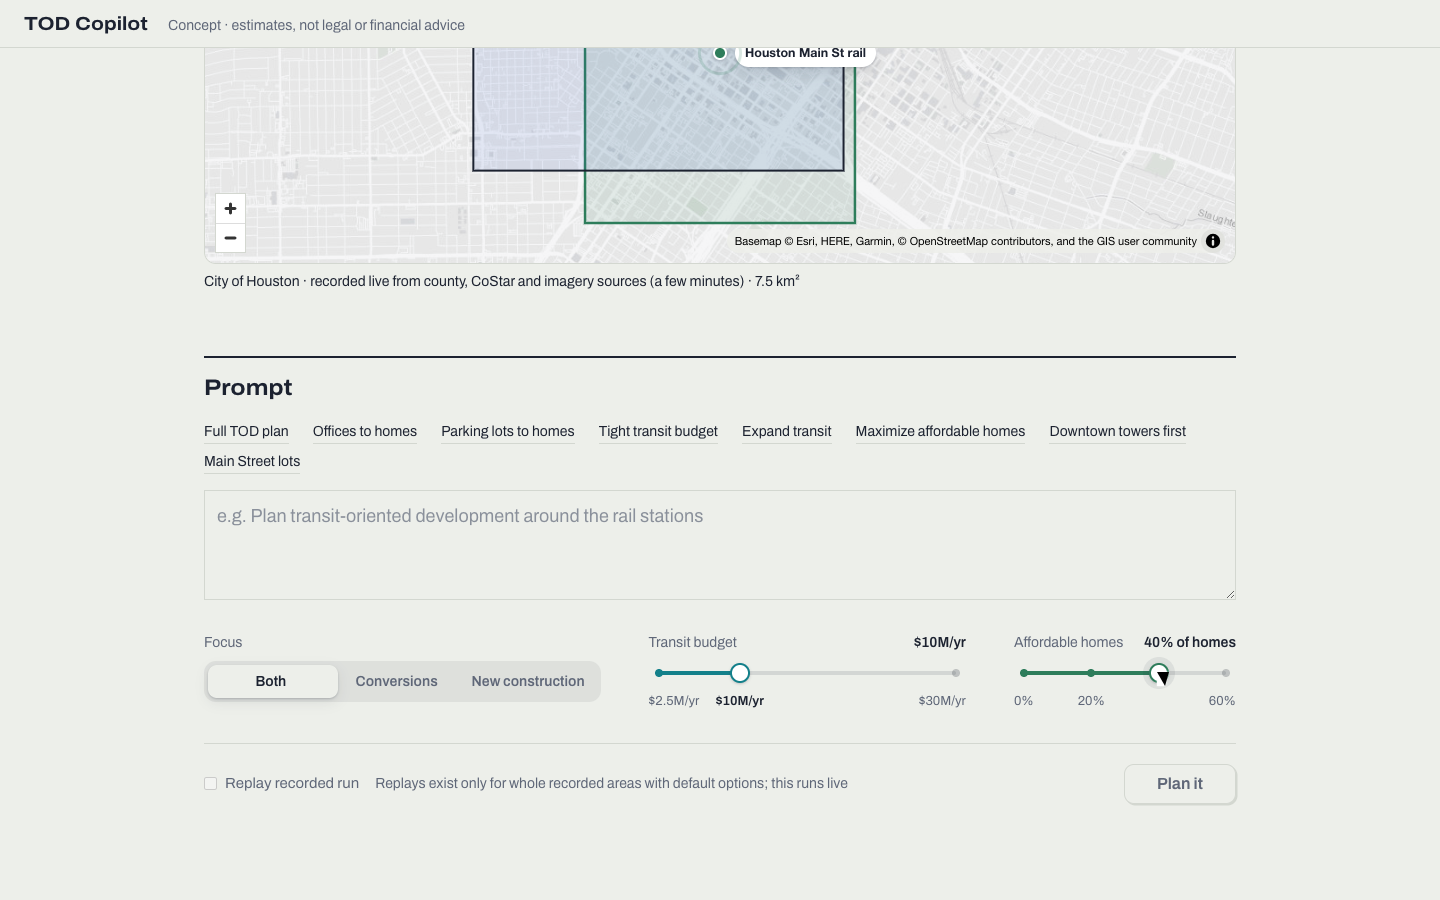 TOD Copilot
Concept · estimates, not legal or financial advice
Houston Main St rail
+
−
Basemap © Esri, HERE, Garmin, © OpenStreetMap contributors, and the GIS user community
City of Houston · recorded live from county, CoStar and imagery sources (a few minutes) · 7.5 km²
Prompt
Full TOD plan
Offices to homes
Parking lots to homes
Tight transit budget
Expand transit
Maximize affordable homes
Downtown towers first
Main Street lots
e.g. Plan transit-oriented development around the rail stations
Focus
Both
Conversions
New construction
Transit budget
$10M/yr
$2.5M/yr
$10M/yr
$30M/yr
Affordable homes
40% of homes
0%
20%
60%
Replay recorded run
Replays exist only for whole recorded areas with default options; this runs live
Plan it